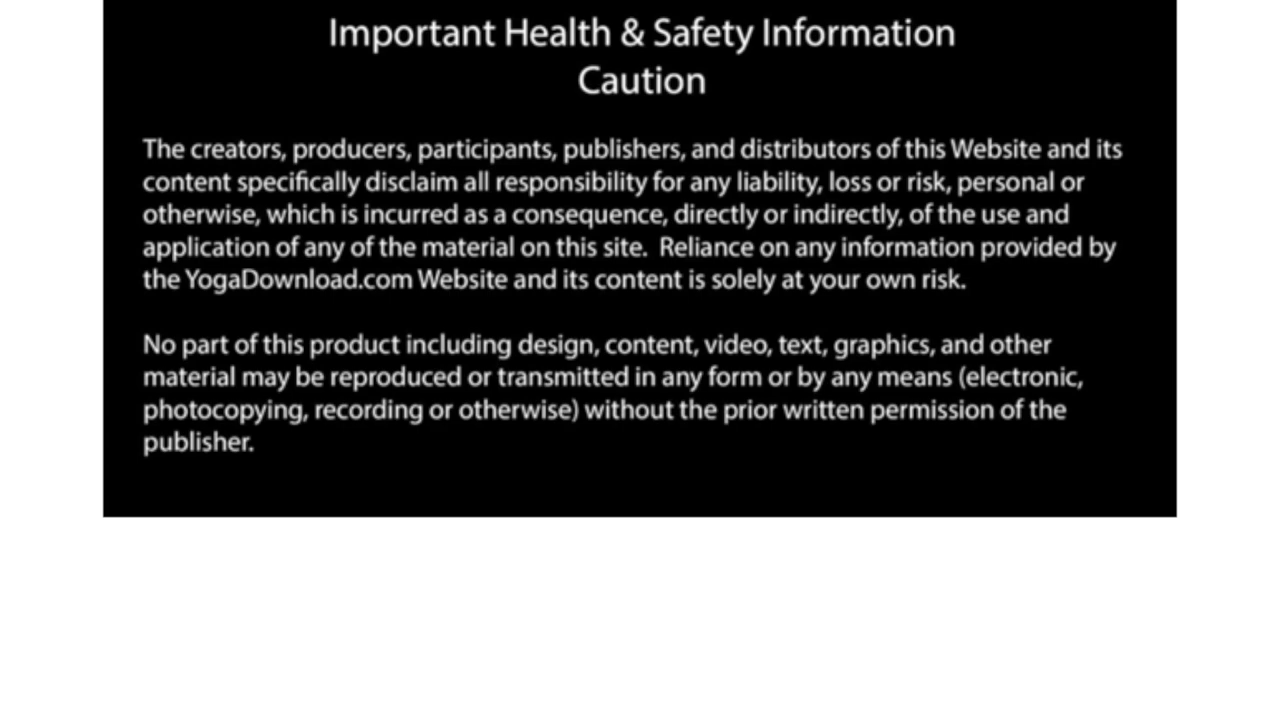 Important Health & Safety Information
Caution
The creators, producers, participants, publishers, and distributors of this Website and its
content specifically disclaim all responsibility for any liability, loss or risk, personal or
otherwise, which is incurred as a consequence, directly or indirectly, of the use and
application of any of the material on this site.  Reliance on any information provided by
the YogaDownload.com Website and its content is solely at your own risk.
No part of this product including design, content, video, text, graphics, and other
material may be reproduced or transmitted in any form or by any means (electronic,
photocopying, recording or otherwise) without the prior written permission of the
publisher.